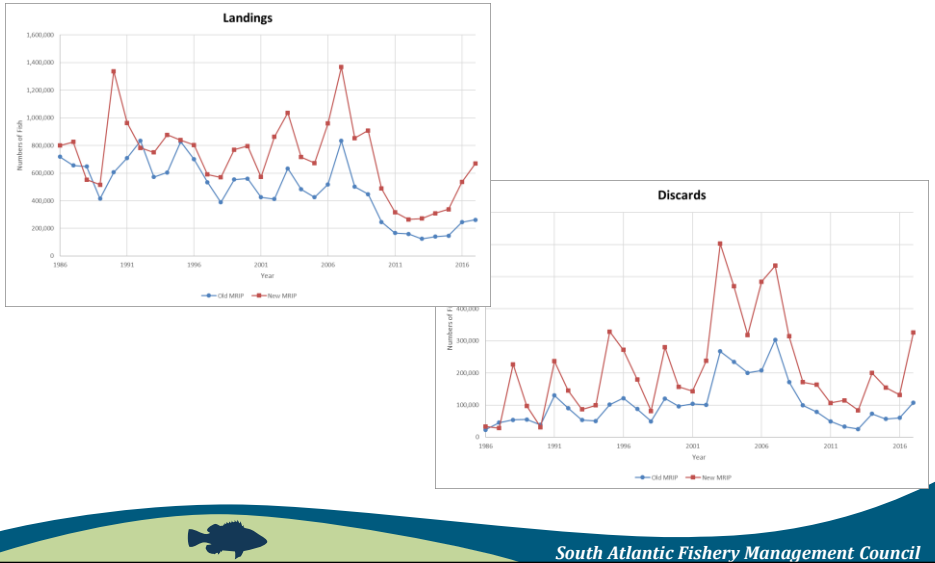 Landings
1,600,000
1,400,000
1,200,000
1,000,000
800,000
600,000
400,000
200,000
0
Numbers of Fish
1986 1991 1996 2001 2006 2011 2016
Year
Old MRIP New MRIP
Discards
400,000
300,000
200,000
100,000
0
Numbers of
1986 1991 1996 2001 2006 2011 2016
Year
Old MRIP New MRIP
South Atlantic Fishery Management Council